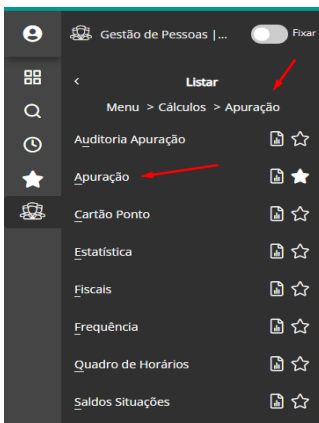 Gestão de Pessoas |... Fixar
< Listar
Menu > Cálculos > Apuração
Auditoria Apuração
Apuração
Cartão Ponto
Estatística
Fiscais
Frequência
Quadro de Horários
Saldos Situações